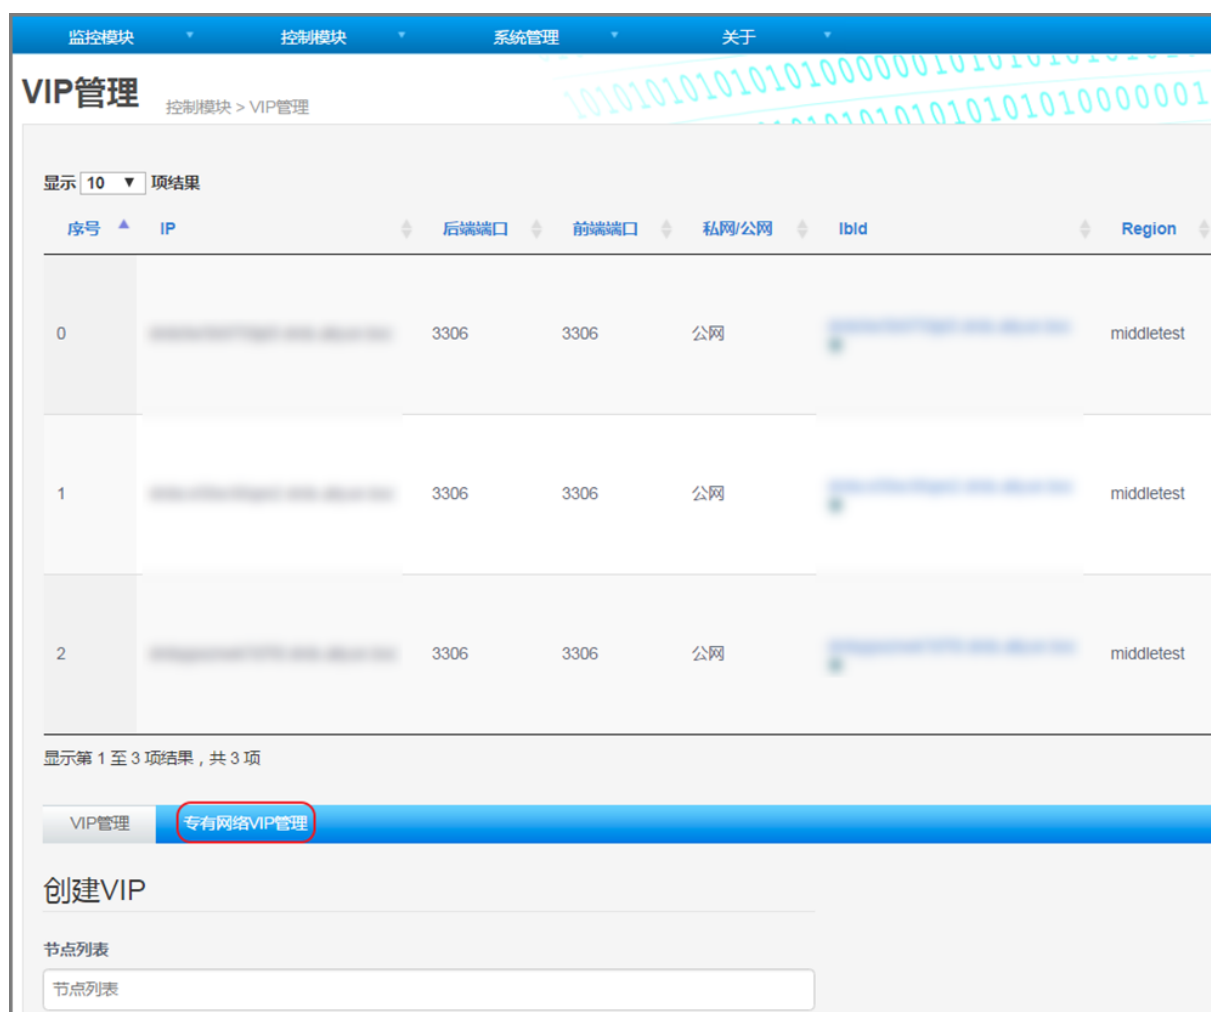 监控模块 控制模块 系统管理 关于
VIP管理 控制模块 > VIP管理
显示 10 项结果
序号 IP 后端端口 前端端口 私网/公网 lbId Region
0 3306 3306 公网 middletest
1 3306 3306 公网 middletest
2 3306 3306 公网 middletest
显示第 1 至 3 项结果，共 3 项
VIP管理 专有网络VIP管理
创建VIP
节点列表
节点列表